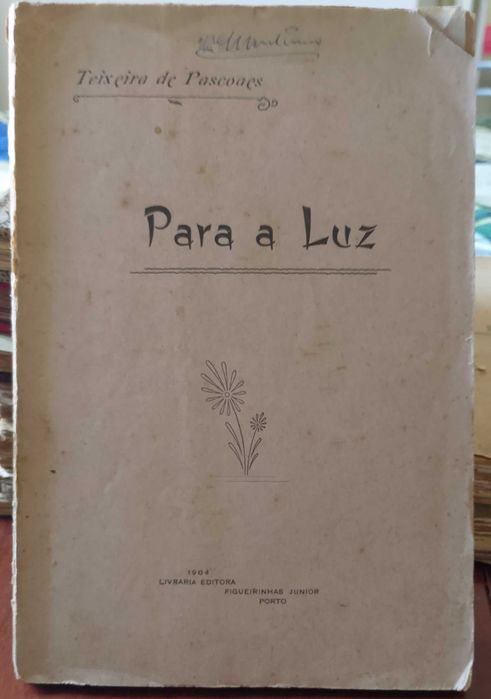 Teixeira de Pascoaes
Para a Luz
1904
LIVRARIA EDITORA
FIGUEIRINHAS JUNIOR
PORTO